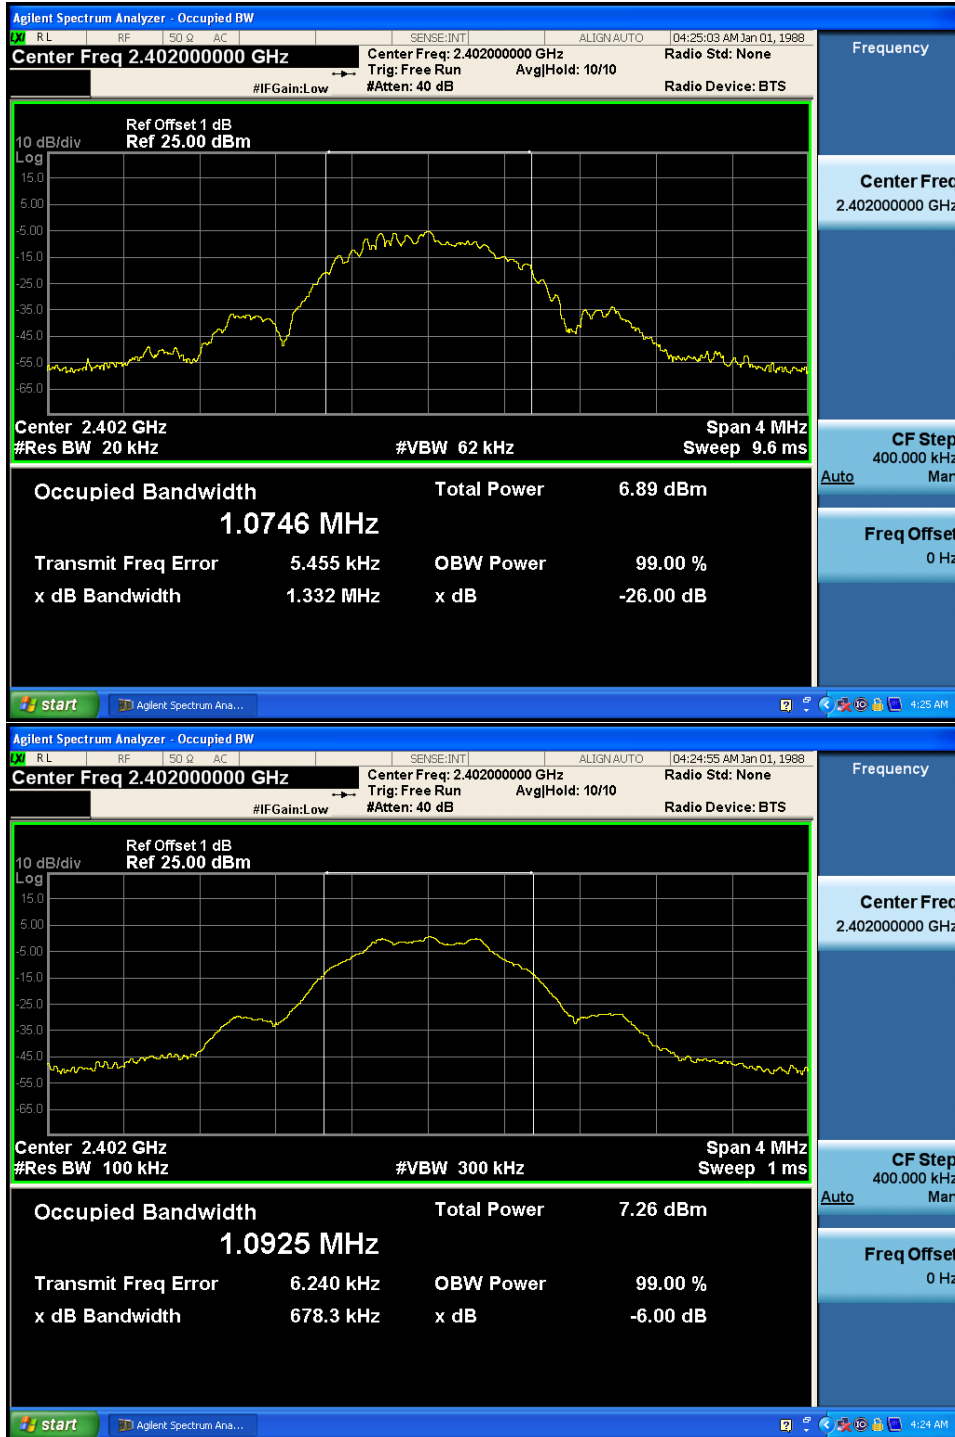 Agilent Spectrum Analyzer - Occupied BW
LXI RL RF 50 Ω AC SENSE:INT ALIGN AUTO 04:25:03 AM Jan 01, 1988
Center Freq 2.402000000 GHz Center Freq: 2.402000000 GHz Radio Std: None
Trig: Free Run Avg|Hold: 10/10
#IFGain:Low #Atten: 40 dB Radio Device: BTS
Frequency
Ref Offset 1 dB
10 dB/div Ref 25.00 dBm
Log
15.0
5.00
-5.00
-15.0
-25.0
-35.0
-45.0
-55.0
-65.0
Center 2.402 GHz Span 4 MHz
#Res BW 20 kHz #VBW 62 kHz Sweep 9.6 ms
Occupied Bandwidth Total Power 6.89 dBm
1.0746 MHz
Transmit Freq Error 5.455 kHz OBW Power 99.00 %
x dB Bandwidth 1.332 MHz x dB -26.00 dB
Center Freq
2.402000000 GHz
CF Step
400.000 kHz
Auto Man
Freq Offset
0 Hz
start Agilent Spectrum Ana... 4:25 AM
Agilent Spectrum Analyzer - Occupied BW
LXI RL RF 50 Ω AC SENSE:INT ALIGN AUTO 04:24:55 AM Jan 01, 1988
Center Freq 2.402000000 GHz Center Freq: 2.402000000 GHz Radio Std: None
Trig: Free Run Avg|Hold: 10/10
#IFGain:Low #Atten: 40 dB Radio Device: BTS
Frequency
Ref Offset 1 dB
10 dB/div Ref 25.00 dBm
Log
15.0
5.00
-5.00
-15.0
-25.0
-35.0
-45.0
-55.0
-65.0
Center 2.402 GHz Span 4 MHz
#Res BW 100 kHz #VBW 300 kHz Sweep 1 ms
Occupied Bandwidth Total Power 7.26 dBm
1.0925 MHz
Transmit Freq Error 6.240 kHz OBW Power 99.00 %
x dB Bandwidth 678.3 kHz x dB -6.00 dB
Center Freq
2.402000000 GHz
CF Step
400.000 kHz
Auto Man
Freq Offset
0 Hz
start Agilent Spectrum Ana... 4:24 AM